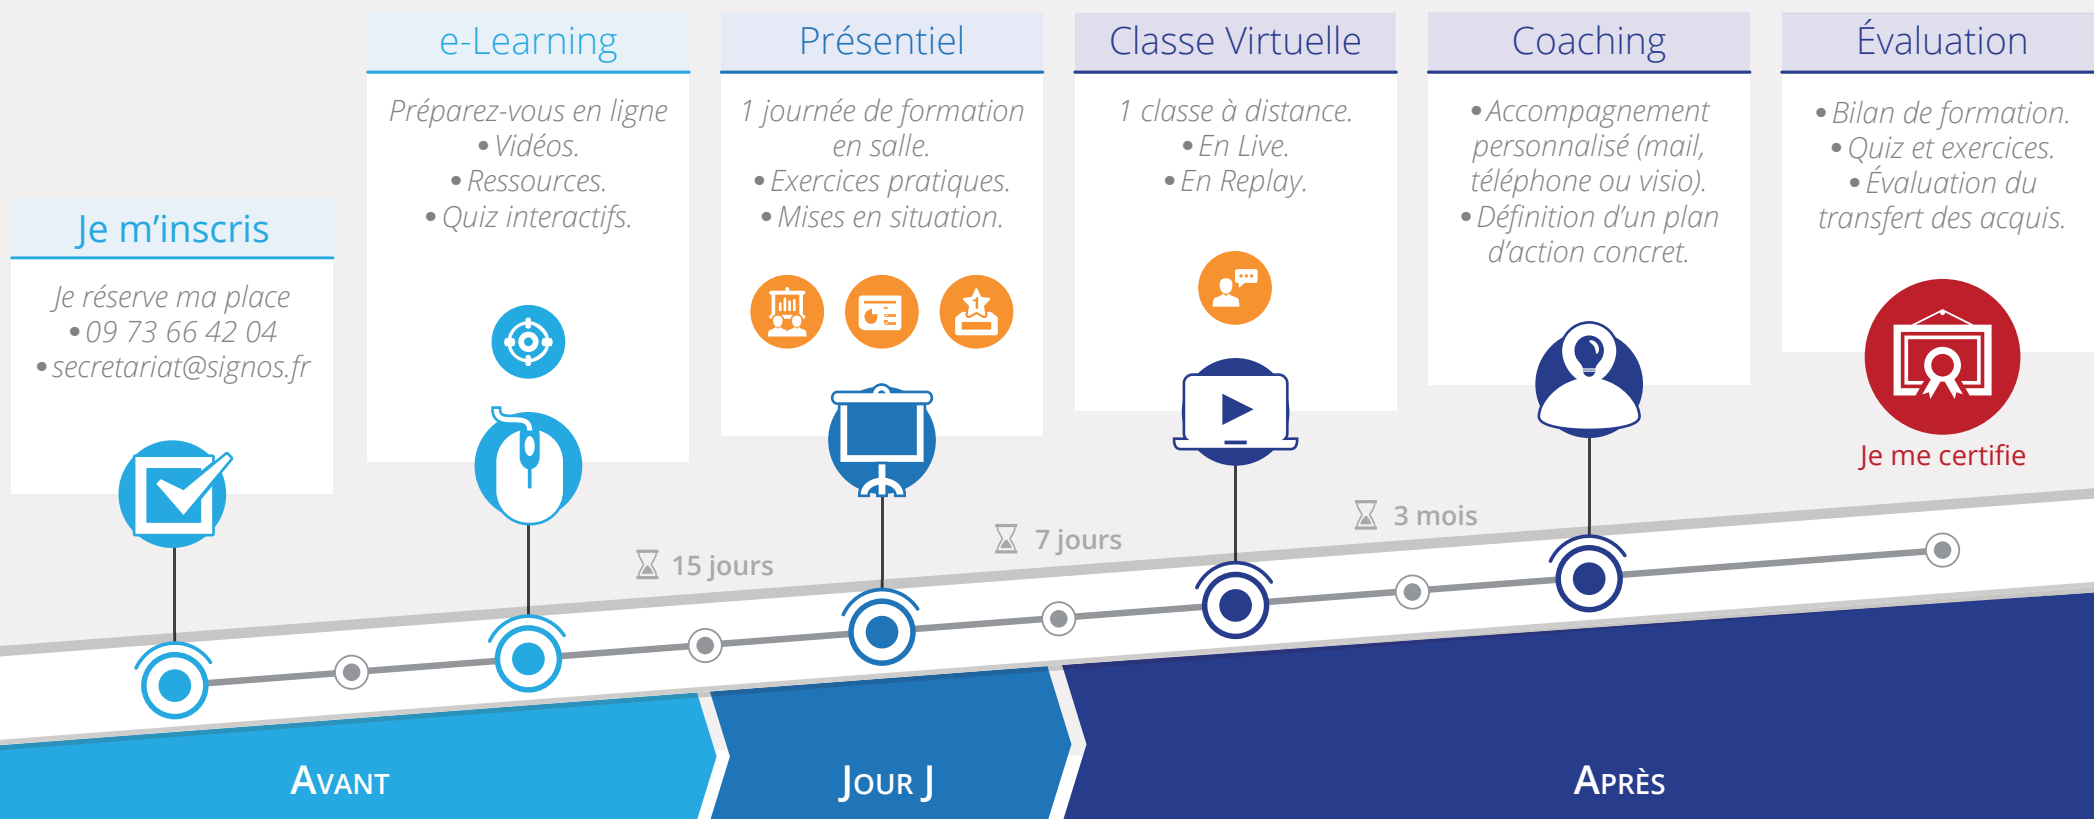 Je m'inscris
Je réserve ma place
• 09 73 66 42 04
• secretariat@signos.fr
e-Learning
Préparez-vous en ligne
• Vidéos.
• Ressources.
• Quiz interactifs.
Présentiel
1 journée de formation
en salle.
• Exercices pratiques.
• Mises en situation.
1
Classe Virtuelle
1 classe à distance.
• En Live.
• En Replay.
Coaching
• Accompagnement
personnalisé (mail,
téléphone ou visio).
• Définition d'un plan
d'action concret.
Évaluation
• Bilan de formation.
• Quiz et exercices.
• Évaluation du
transfert des acquis.
Je me certifie
15 jours
7 jours
3 mois
Avant
Jour J
Après